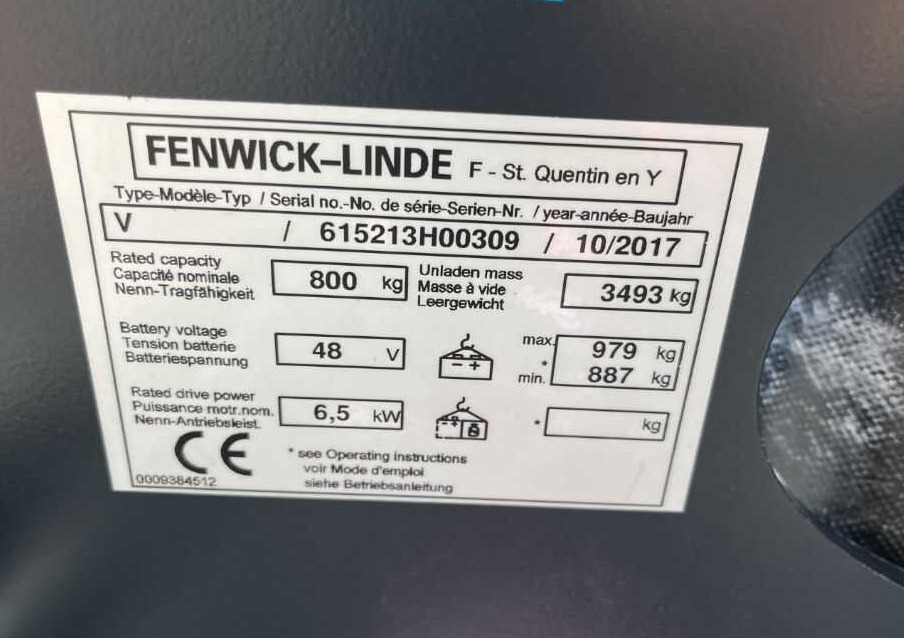 FENWICK-LINDE F - St. Quentin en Y
Type-Modèle-Typ / Serial no.-No. de série-Serien-Nr. / year-année-Baujahr
V / 615213H00309 / 10/2017
Rated capacity
Capacité nominale
Nenn-Tragfähigkeit
800 kg
Unladen mass
Masse à vide
Leergewicht
3493 kg
Battery voltage
Tension batterie
Batteriespannung
48 V
- +
max. 979 kg
*
min. 887 kg
Rated drive power
Puissance motr.nom.
Nenn-Antriebsleist.
6,5 kW
* kg
CE
0009384512
* see Operating instructions
voir Mode d'emploi
siehe Betriebsanleitung